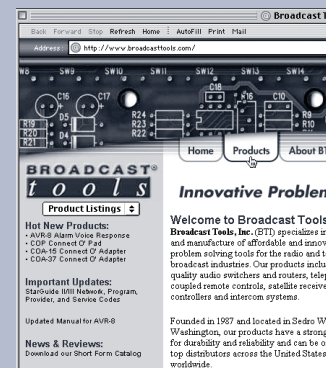 Broadcast T
Back Forward Stop Refresh Home AutoFill Print Mail
Address: http://www.broadcasttools.com/
W8 SW9 SW10 SW11 SW12 SW13 SW14
C18
C16 C17 C10
R19 D5 R24 R9
R20 R23 R10
R21 D4 R22
Home Products About BT
BROADCAST®
tools
Product Listings
Innovative Problem
Hot New Products:
• AVR-8 Alarm Voice Response
• COP Connect O' Pad
• COA-15 Connect O' Adapter
• COA-37 Connect O' Adapter
Important Updates:
StarGuide II/III Network, Program,
Provider, and Service Codes
Updated Manual for AVR-8
News & Reviews:
Download our Short Form Catalog
Welcome to Broadcast Tools
Broadcast Tools, Inc. (BTI) specializes in
and manufacture of affordable and innov
problem solving tools for the radio and t
broadcast industries. Our products inclu
quality audio switchers and routers, tele
coupled remote controls, satellite receive
controllers and intercom systems.
Founded in 1987 and located in Sedro W
Washington, our products have a strong
for durability and reliability and can be o
top distributors across the United States
worldwide.